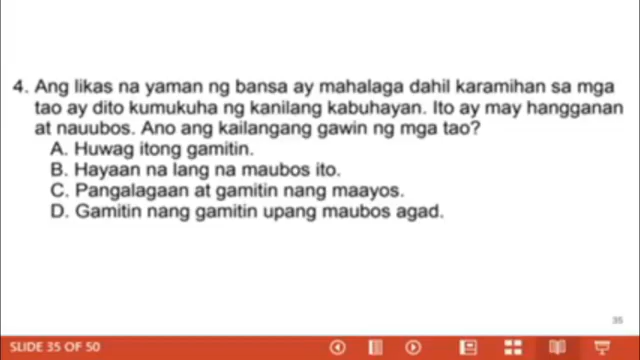 4. Ang likas na yaman ng bansa ay mahalaga dahil karamihan sa mga
tao ay dito kumukuha ng kanilang kabuhayan. Ito ay may hangganan
at nauubos. Ano ang kailangang gawin ng mga tao?
A. Huwag itong gamitin.
B. Hayaan na lang na maubos ito.
C. Pangalagaan at gamitin nang maayos.
D. Gamitin nang gamitin upang maubos agad.
35
SLIDE 35 OF 50